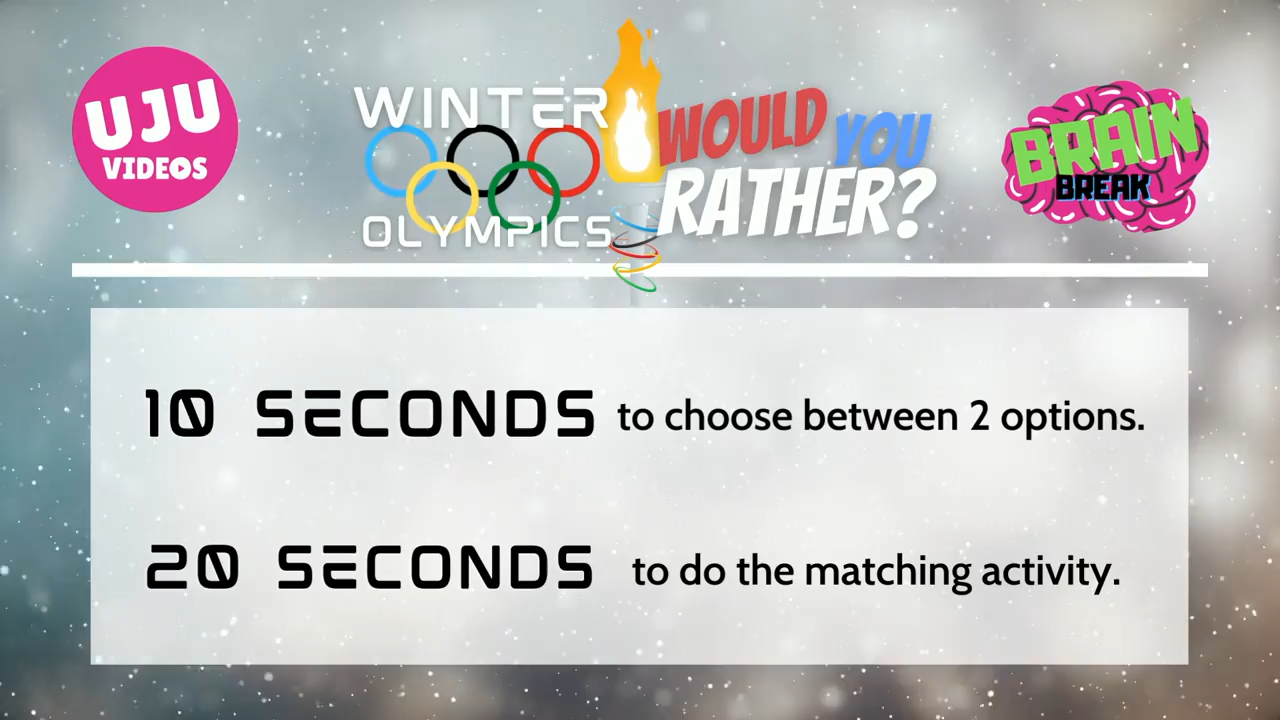 UJU
VIDEOS
WINTER
OLYMPICS
WOULD YOU
RATHER?
BRAIN
BREAK
10 SECONDS to choose between 2 options.
20 SECONDS to do the matching activity.